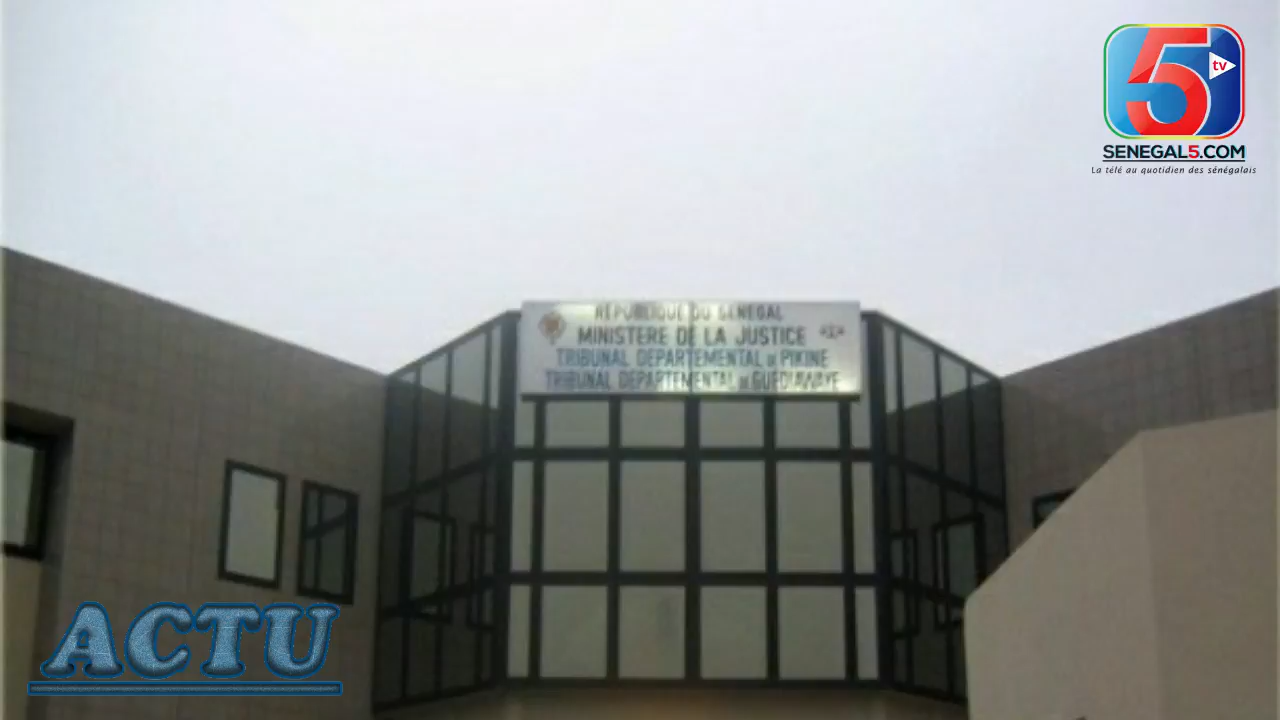 5 tv
SENEGAL5.COM
La télé au quotidien des sénégalais
REPUBLIQUE DU SENEGAL
MINISTERE DE LA JUSTICE
TRIBUNAL DEPARTEMENTAL DE PIKINE
TRIBUNAL DEPARTEMENTAL DE GUEDIAWAYE
ACTU